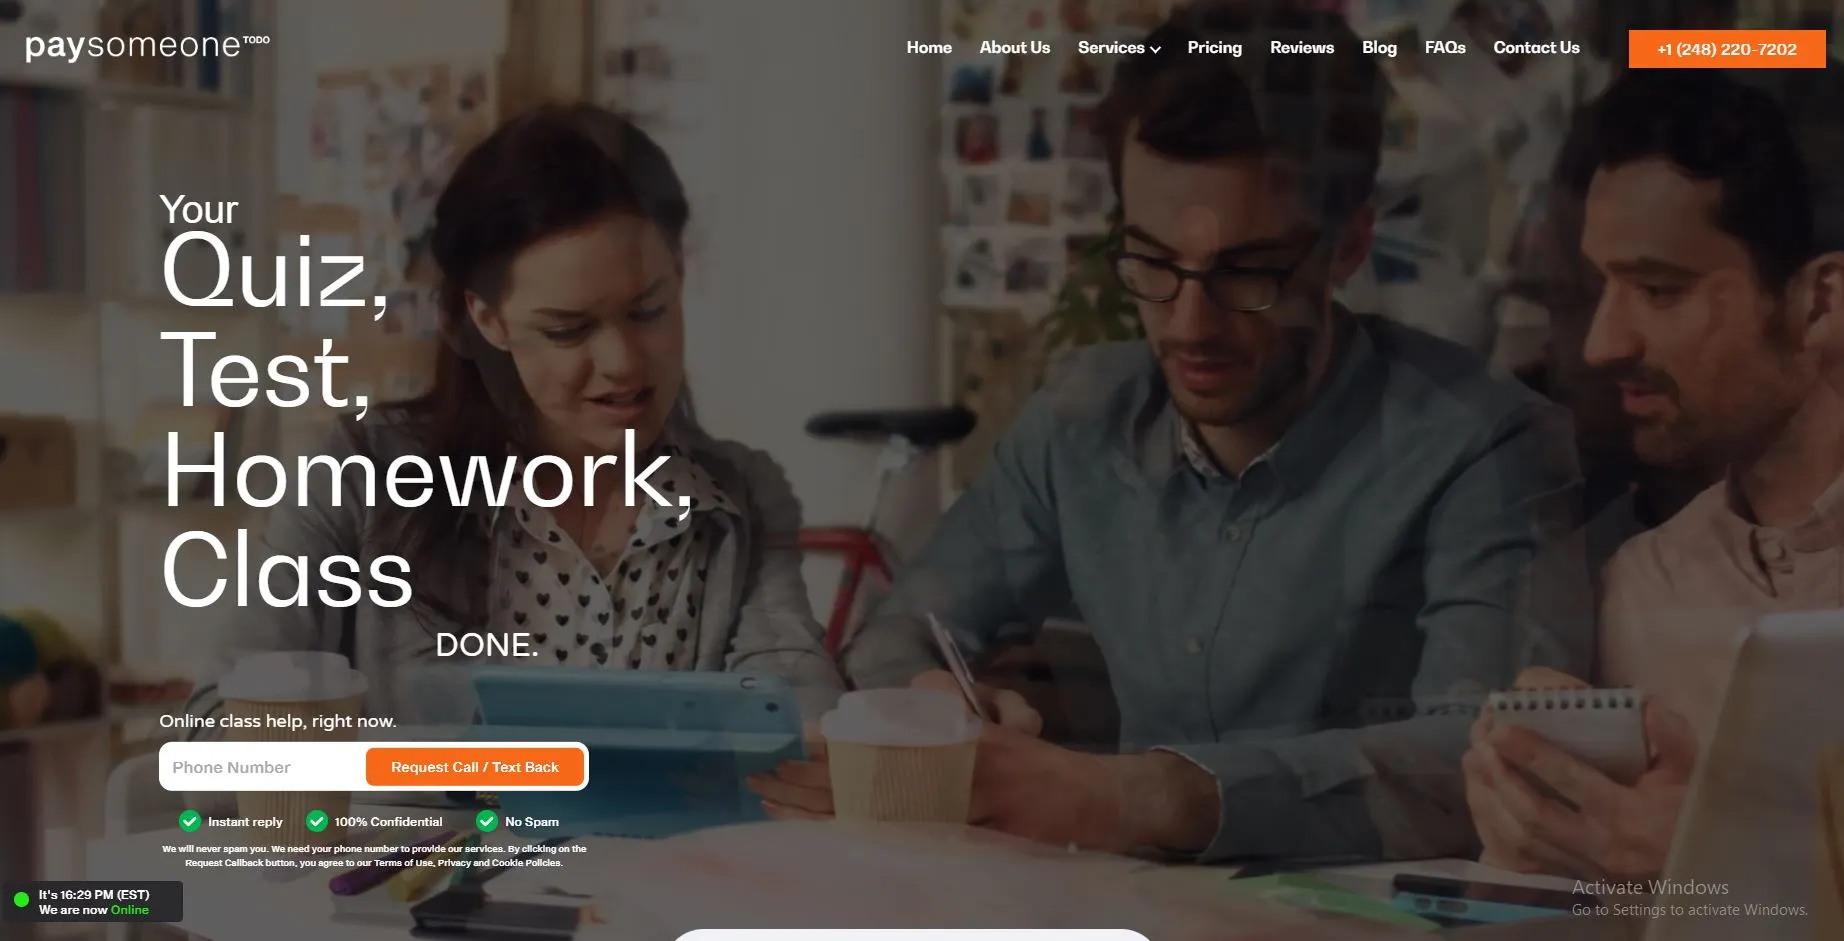 paysomeone TODO
Home About Us Services Pricing Reviews Blog FAQs Contact Us +1 (248) 220-7202
Your
Quiz,
Test,
Homework,
Class
DONE.
Online class help, right now.
Phone Number Request Call / Text Back
Instant reply 100% Confidential No Spam
We will never spam you. We need your phone number to provide our services. By clicking on the
Request Callback button, you agree to our Terms of Use, Privacy and Cookie Policies.
It's 16:29 PM (EST)
We are now Online
Activate Windows
Go to Settings to activate Windows.